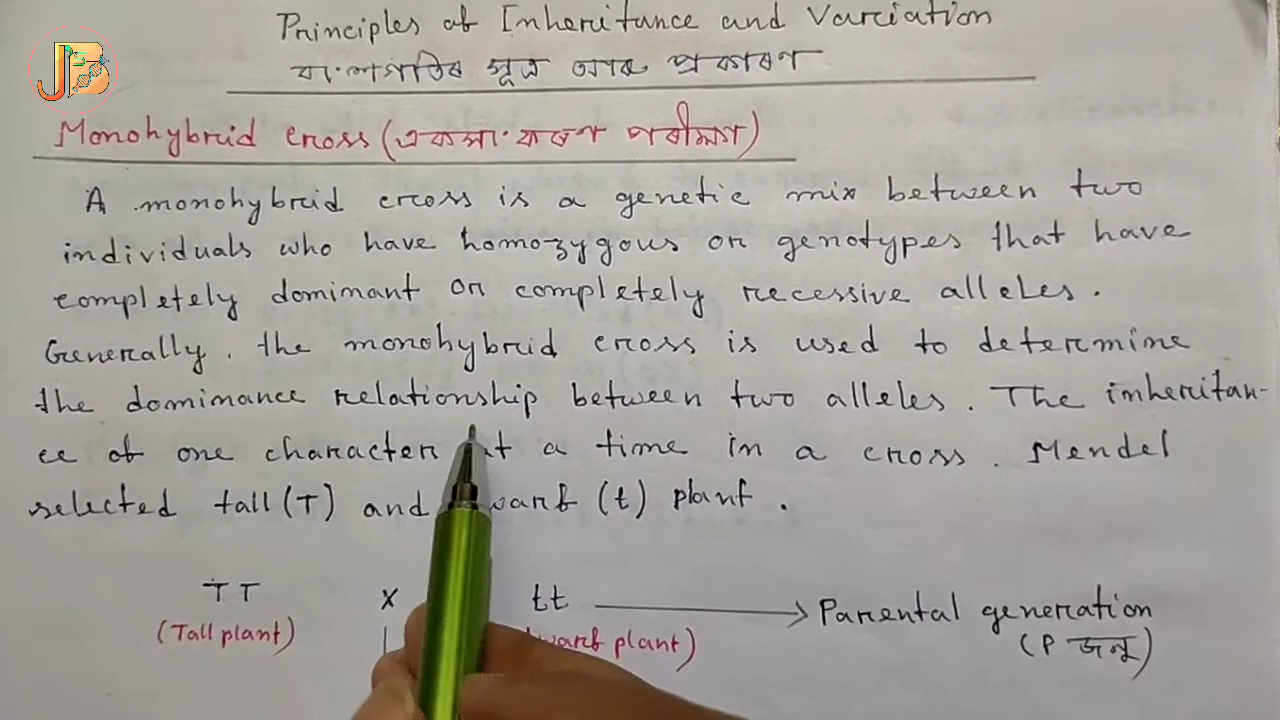 JB
Principles of Inheritance and Variation
বংশগতিৰ সূত্ৰ আৰু প্ৰকাৰণ
Monohybrid cross (একসংকৰণ পৰীক্ষা)
A monohybrid cross is a genetic mix between two
individuals who have homozygous or genotypes that have
completely dominant or completely recessive alleles.
Generally, the monohybrid cross is used to determine
the dominance relationship between two alleles. The inheritan-
ce of one character at a time in a cross. Mendel
selected tall (T) and dwarf (t) plant.
TT x tt Parental generation
(Tall plant) dwarf plant) (P জনু)